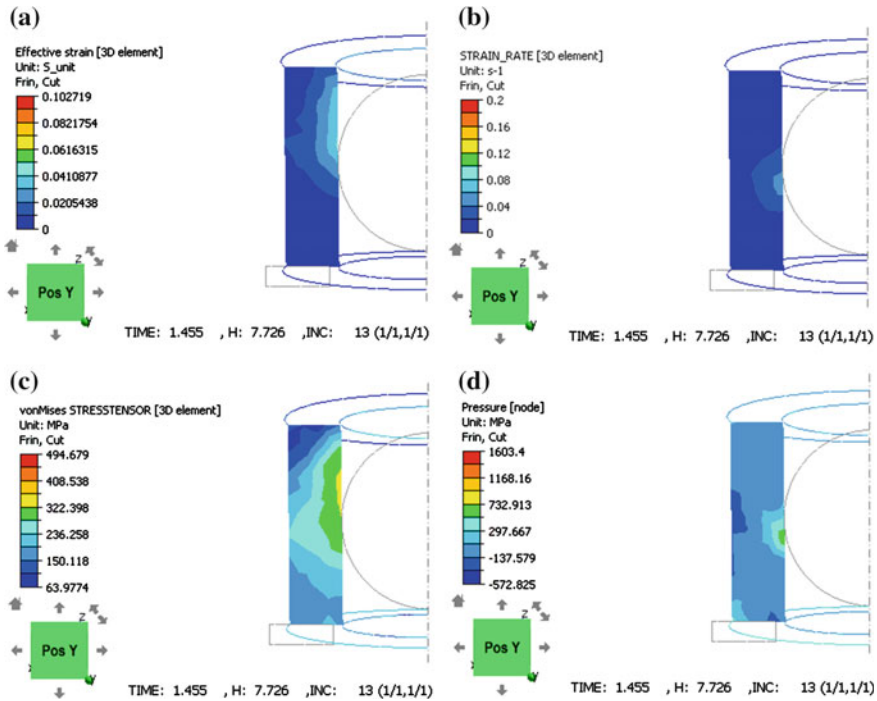 (a)
Effective strain [3D element]
Unit: S_unit
Frin, Cut
0.102719
0.0821754
0.0616315
0.0410877
0.0205438
0
Z
Pos Y
Y
TIME: 1.455 , H: 7.726 ,INC: 13 (1/1,1/1)
(b)
STRAIN_RATE [3D element]
Unit: s-1
Frin, Cut
0.2
0.16
0.12
0.08
0.04
0
Z
Pos Y
Y
TIME: 1.455 , H: 7.726 ,INC: 13 (1/1,1/1)
(c)
vonMises STRESSTENSOR [3D element]
Unit: MPa
Frin, Cut
494.679
408.538
322.398
236.258
150.118
63.9774
Z
Pos Y
Y
TIME: 1.455 , H: 7.726 ,INC: 13 (1/1,1/1)
(d)
Pressure [node]
Unit: MPa
Frin, Cut
1603.4
1168.16
732.913
297.667
-137.579
-572.825
Z
Pos Y
Y
TIME: 1.455 , H: 7.726 ,INC: 13 (1/1,1/1)